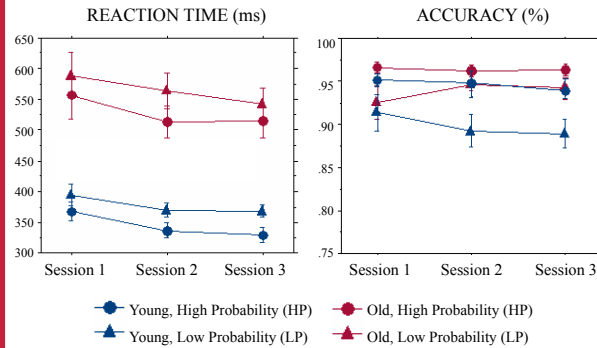 REACTION TIME (ms)
650
600
550
500
450
400
350
300
Session 1 Session 2 Session 3
ACCURACY (%)
.100
.95
.90
.85
.80
.75
Session 1 Session 2 Session 3
Young, High Probability (HP)
Old, High Probability (HP)
Young, Low Probability (LP)
Old, Low Probability (LP)